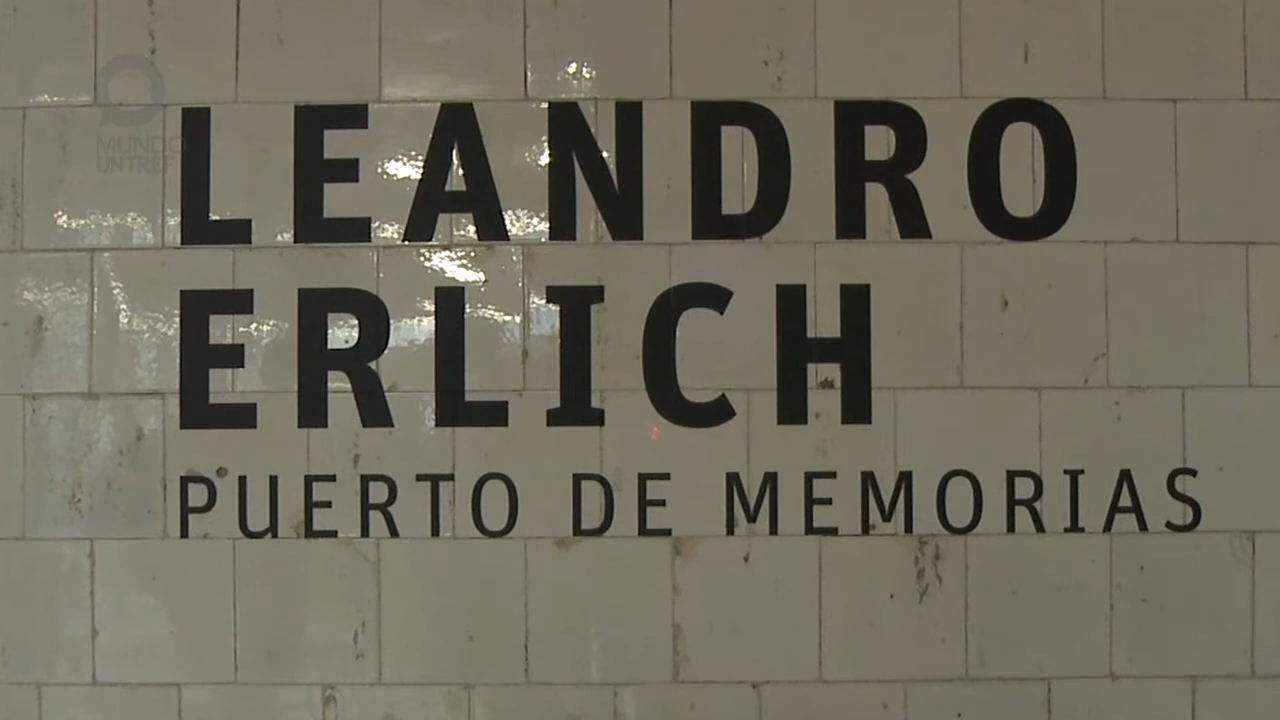 MUNDO
UNTREF
LEANDRO
ERLICH
PUERTO DE MEMORIAS